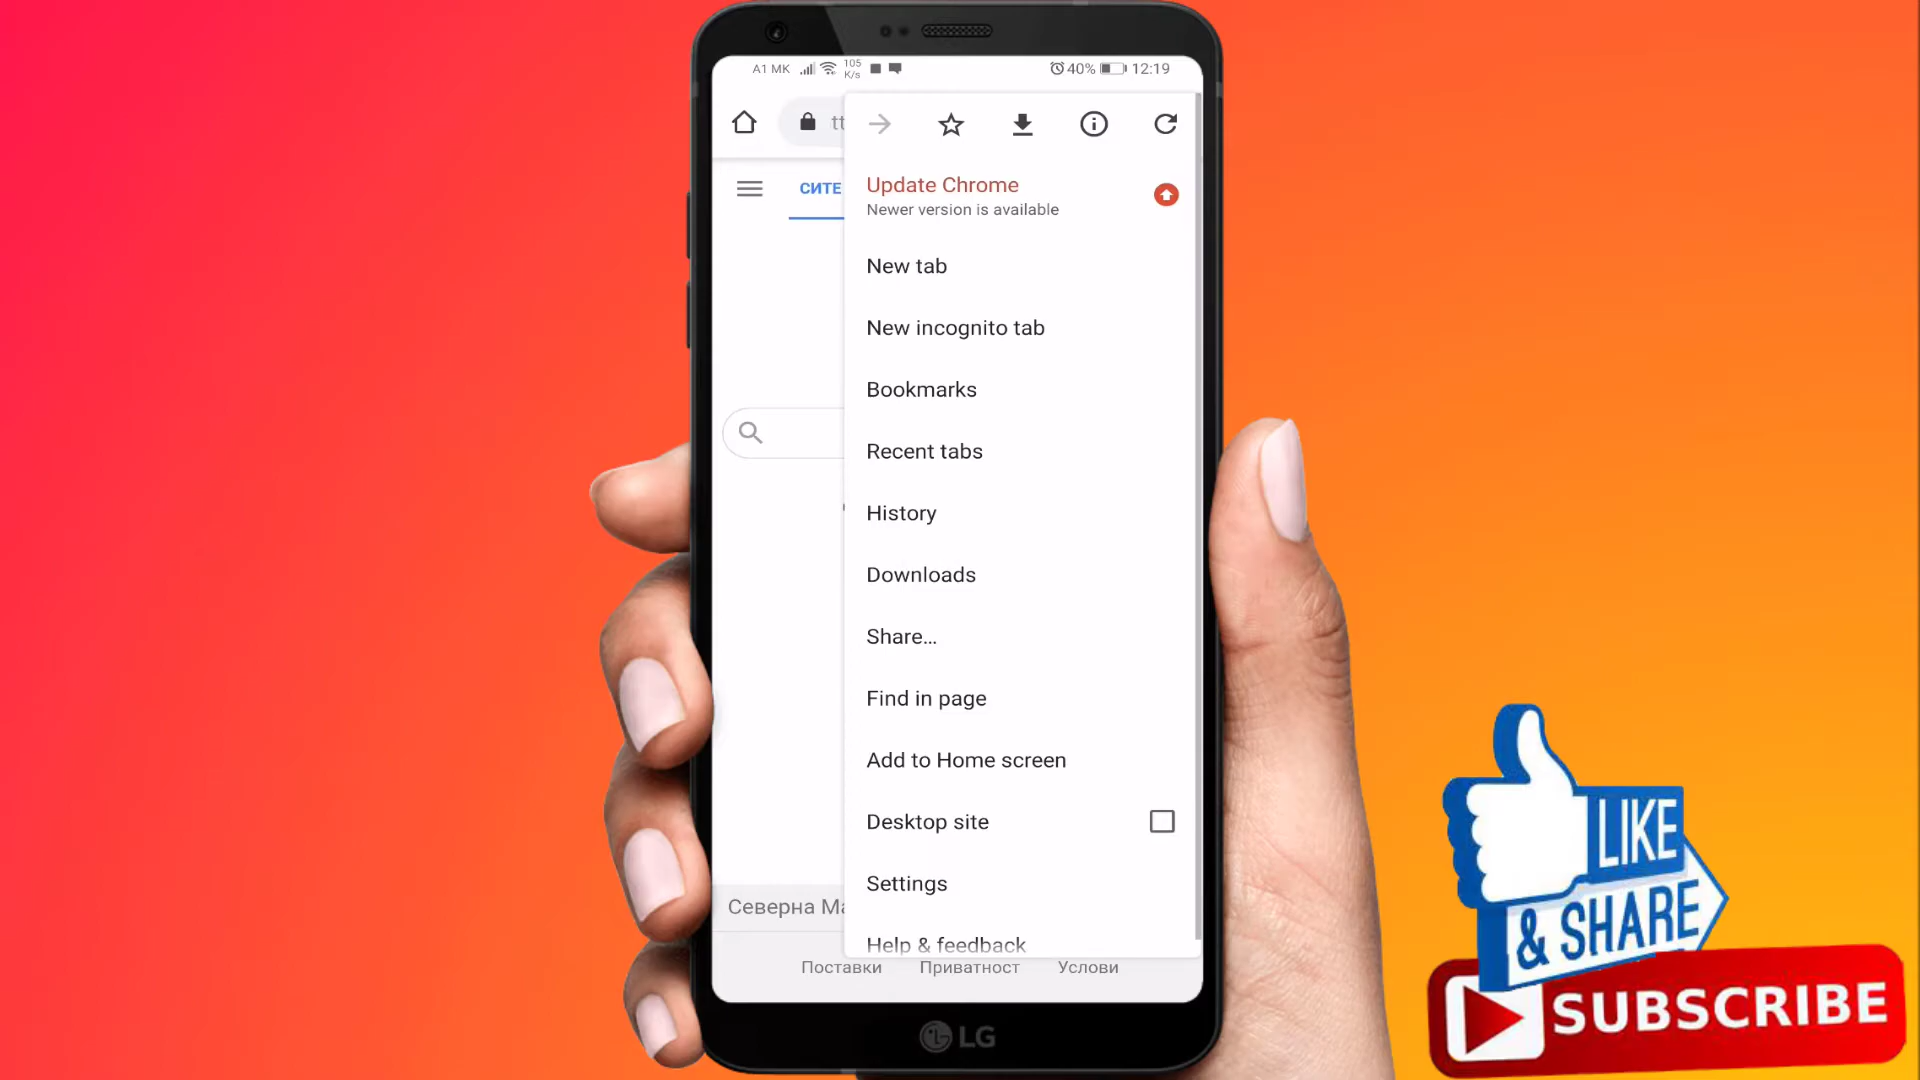 A1 MK
105
K/s
40%
12:19
tt
Update Chrome
Newer version is available
СИТЕ
New tab
New incognito tab
Bookmarks
Recent tabs
History
Downloads
Share...
Find in page
Add to Home screen
Desktop site
Settings
Северна Ма
Help & feedback
Поставки Приватност Услови
LG
LIKE
& SHARE
SUBSCRIBE